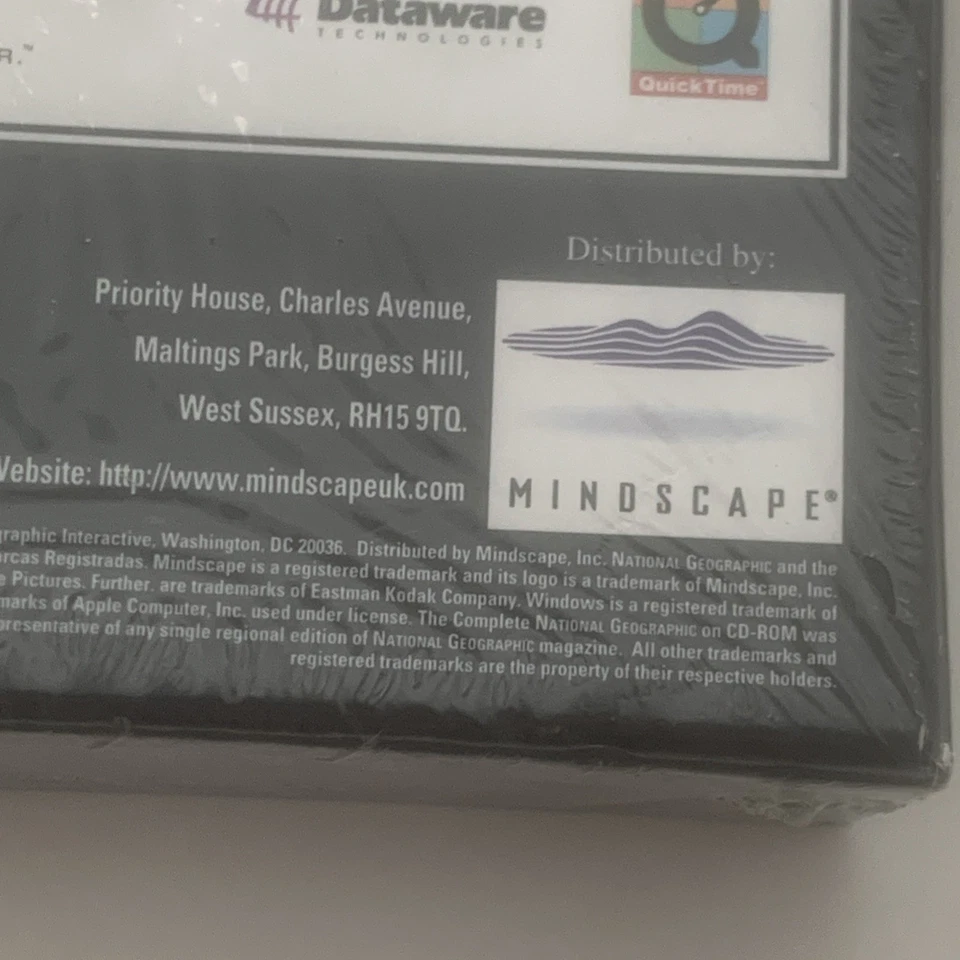 Dataware
TECHNOLOGIES
R.™
QuickTime™
Distributed by:
Priority House, Charles Avenue,
Maltings Park, Burgess Hill,
West Sussex, RH15 9TQ.
Website: http://www.mindscapeuk.com
MINDSCAPE®
graphic Interactive, Washington, DC 20036. Distributed by Mindscape, Inc. NATIONAL GEOGRAPHIC and the
rcas Registradas. Mindscape is a registered trademark and its logo is a trademark of Mindscape, Inc.
e Pictures. Further. are trademarks of Eastman Kodak Company. Windows is a registered trademark of
marks of Apple Computer, Inc. used under license. The Complete NATIONAL GEOGRAPHIC on CD-ROM was
presentative of any single regional edition of NATIONAL GEOGRAPHIC magazine. All other trademarks and
registered trademarks are the property of their respective holders.